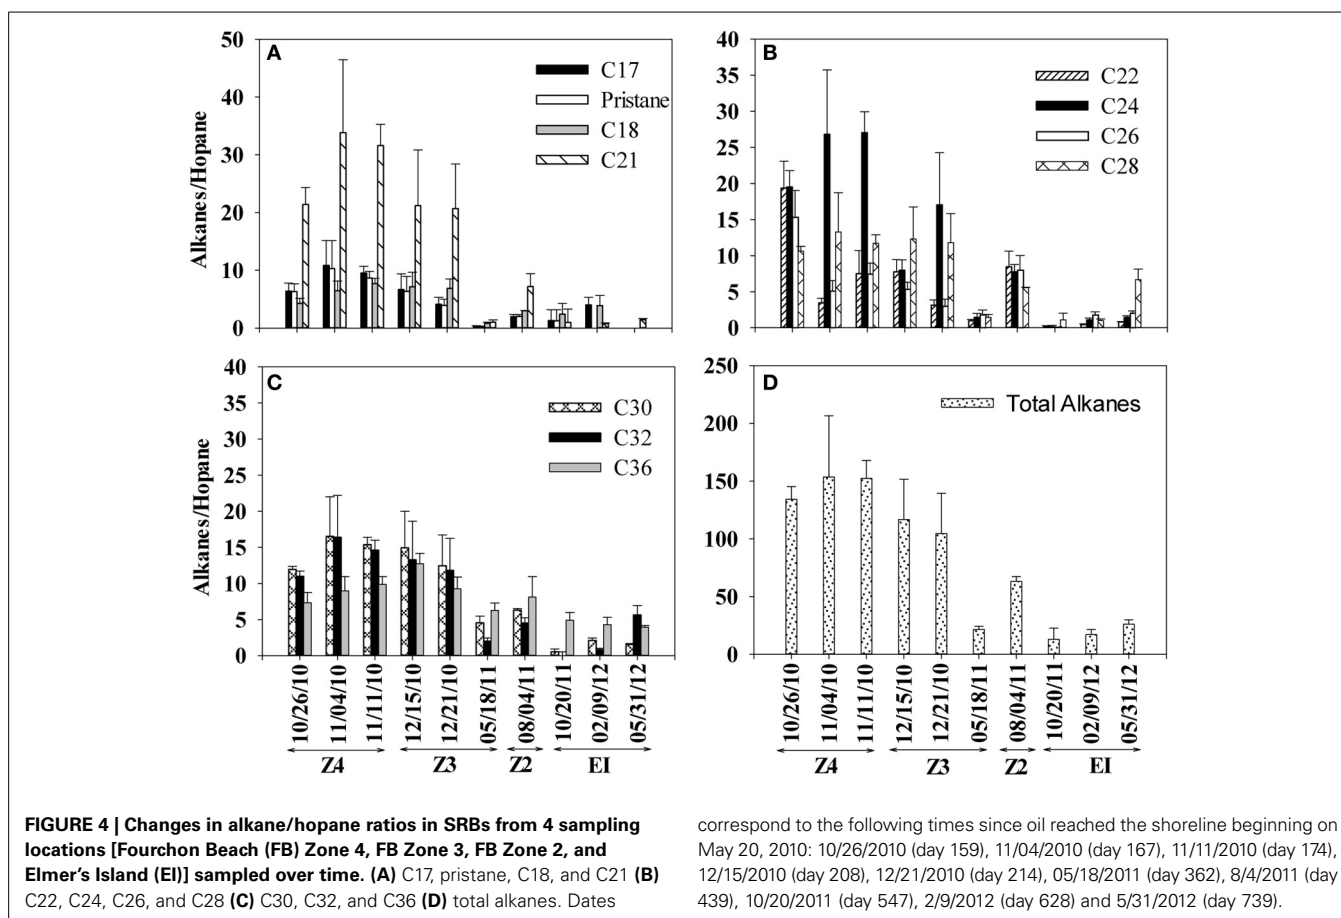 A
50
40
30
20
10
0
Alkanes/Hopane
C17
Pristane
C18
C21
B
40
35
30
25
20
15
10
5
0
C22
C24
C26
C28
C
40
35
30
25
20
15
10
5
0
Alkanes/Hopane
C30
C32
C36
10/26/10
11/04/10
11/11/10
12/15/10
12/21/10
05/18/11
08/04/11
10/20/11
02/09/12
05/31/12
Z4
Z3
Z2
EI
D
250
200
150
100
50
0
Total Alkanes
10/26/10
11/04/10
11/11/10
12/15/10
12/21/10
05/18/11
08/04/11
10/20/11
02/09/12
05/31/12
Z4
Z3
Z2
EI
FIGURE 4 | Changes in alkane/hopane ratios in SRBs from 4 sampling
locations [Fourchon Beach (FB) Zone 4, FB Zone 3, FB Zone 2, and
Elmer's Island (EI)] sampled over time. (A) C17, pristane, C18, and C21 (B)
C22, C24, C26, and C28 (C) C30, C32, and C36 (D) total alkanes. Dates
correspond to the following times since oil reached the shoreline beginning on
May 20, 2010: 10/26/2010 (day 159), 11/04/2010 (day 167), 11/11/2010 (day 174),
12/15/2010 (day 208), 12/21/2010 (day 214), 05/18/2011 (day 362), 8/4/2011 (day
439), 10/20/2011 (day 547), 2/9/2012 (day 628) and 5/31/2012 (day 739).